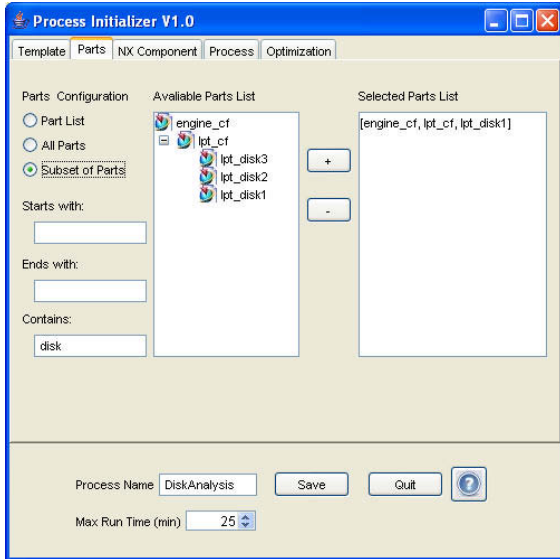 Process Initializer V1.0
Template Parts NX Component Process Optimization
Parts Configuration
Part List
All Parts
Subset of Parts
Starts with:
Ends with:
Contains:
disk
Avaliable Parts List
engine_cf
lpt_cf
lpt_disk3
lpt_disk2
lpt_disk1
+
-
Selected Parts List
[engine_cf, lpt_cf, lpt_disk1]
Process Name DiskAnalysis Save Quit ?
Max Run Time (min) 25